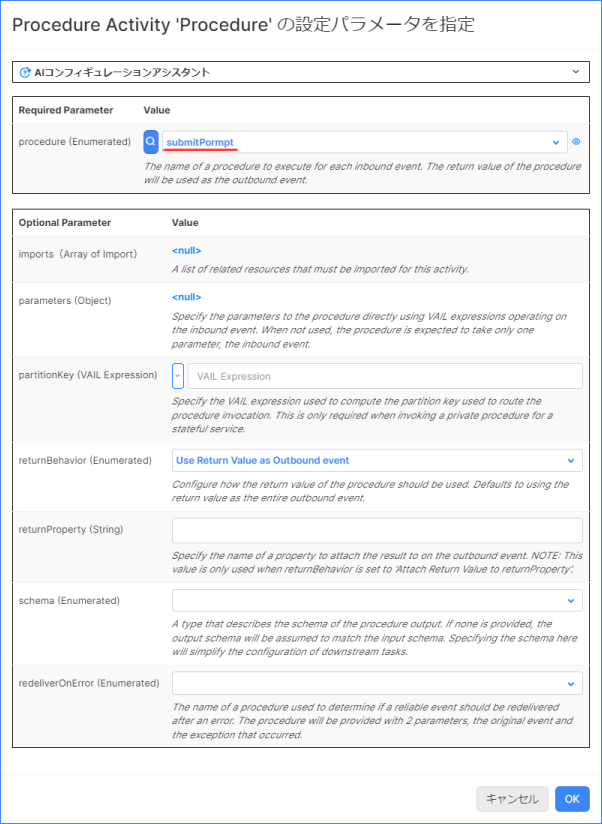 Procedure Activity 'Procedure' の設定パラメータを指定
AIコンフィギュレーションアシスタント
Required Parameter Value
procedure (Enumerated) submitPormpt
The name of a procedure to execute for each inbound event. The return value of the procedure
will be used as the outbound event.
Optional Parameter Value
imports（Array of Import） <null>
A list of related resources that must be imported for this activity.
parameters (Object) <null>
Specify the parameters to the procedure directly using VAIL expressions operating on
the inbound event. When not used, the procedure is expected to take only one
parameter, the inbound event.
partitionKey (VAIL Expression) VAIL Expression
Specify the VAIL expression used to compute the partition key used to route the
procedure invocation. This is only required when invoking a private procedure for a
stateful service.
returnBehavior (Enumerated) Use Return Value as Outbound event
Configure how the return value of the procedure should be used. Defaults to using the
return value as the entire outbound event.
returnProperty (String)
Specify the name of a property to attach the result to on the outbound event. NOTE: This
value is only used when returnBehavior is set to 'Attach Return Value to returnProperty'.
schema (Enumerated)
A type that describes the schema of the procedure output. If none is provided, the
output schema will be assumed to match the input schema. Specifying the schema here
will simplify the configuration of downstream tasks.
redeliverOnError (Enumerated)
The name of a procedure used to determine if a reliable event should be redelivered
after an error. The procedure will be provided with 2 parameters, the original event and
the exception that occurred.
キャンセル OK